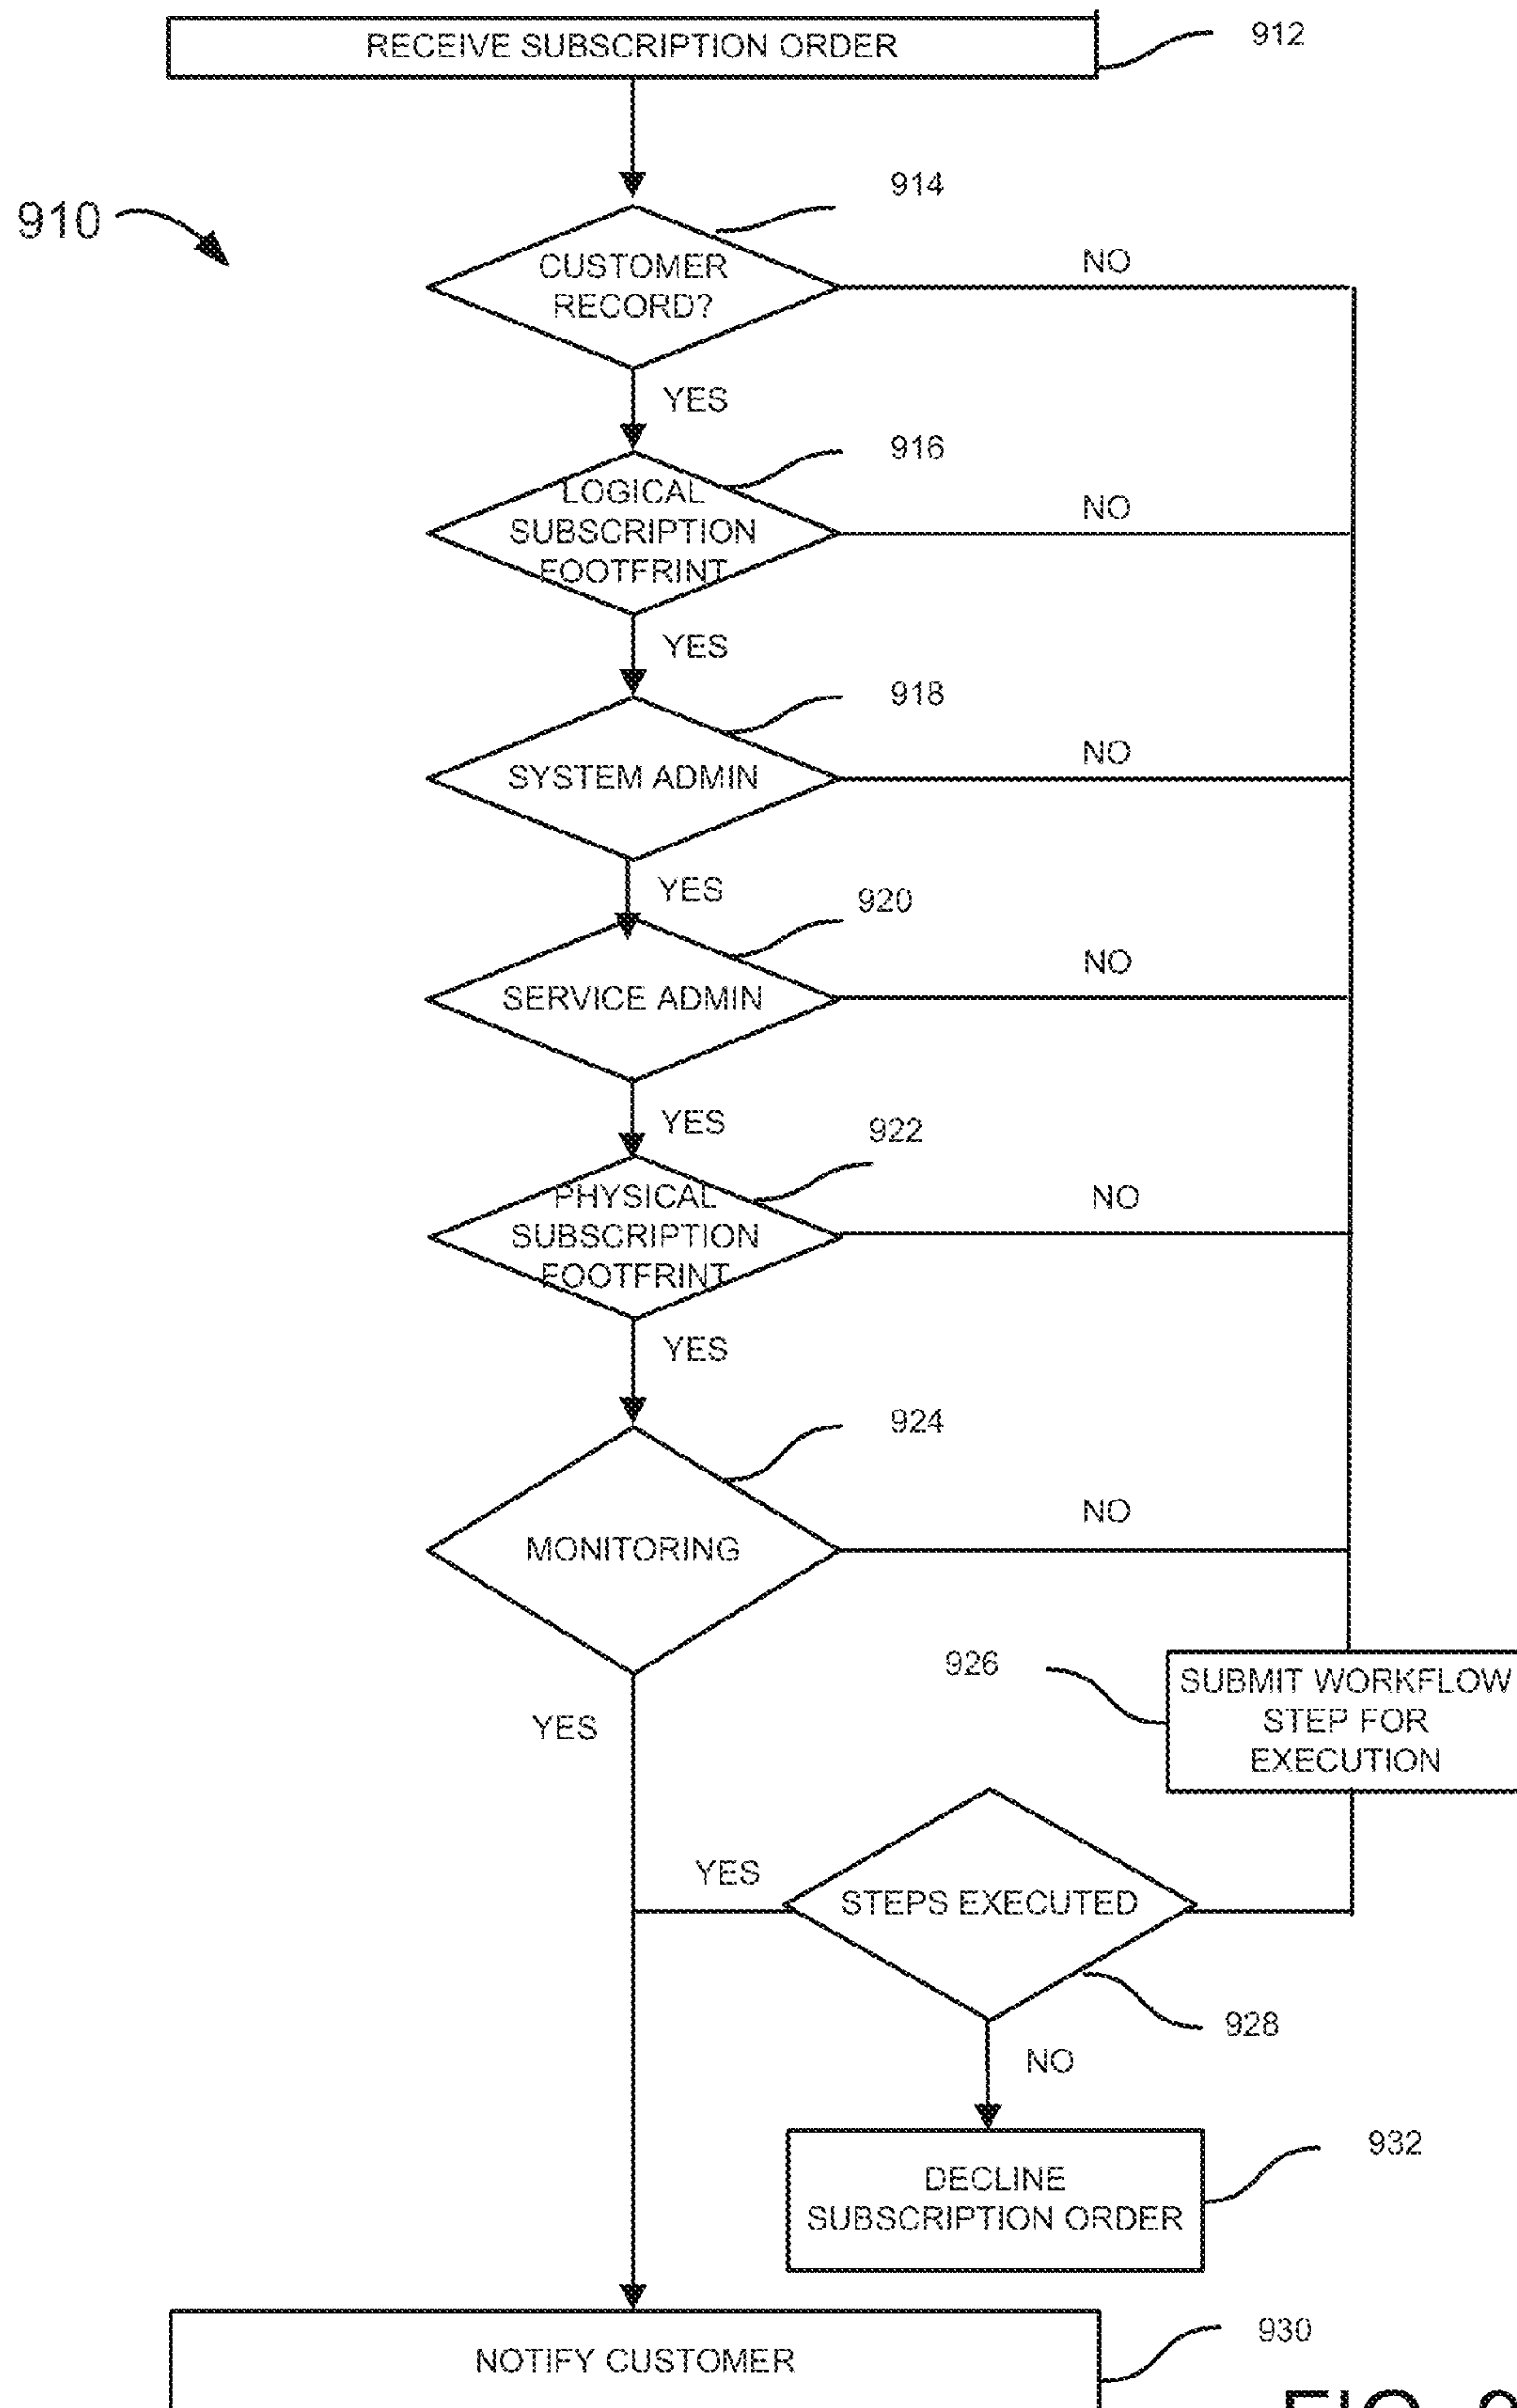 RECEIVE SUBSCRIPTION ORDER
912
910
914
CUSTOMER
RECORD?
NO
YES
916
LOGICAL
SUBSCRIPTION
FOOTFRINT
NO
YES
918
SYSTEM ADMIN
NO
YES
920
SERVICE ADMIN
NO
YES
922
PHYSICAL
SUBSCRIPTION
FOOTFRINT
NO
YES
924
MONITORING
NO
926
SUBMIT WORKFLOW
STEP FOR
EXECUTION
YES
YES
STEPS EXECUTED
928
NO
932
DECLINE
SUBSCRIPTION ORDER
930
NOTIFY CUSTOMER
FIG.